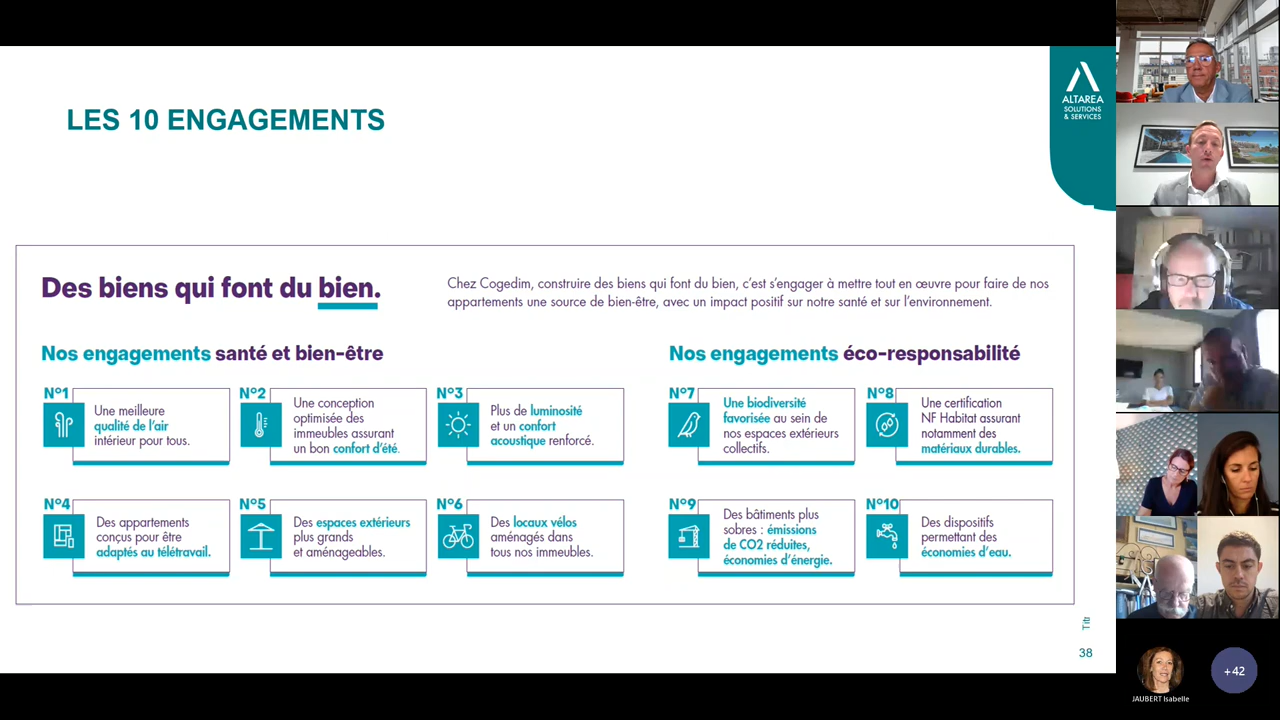 LES 10 ENGAGEMENTS
ALTAREA
SOLUTIONS
& SERVICES
Des biens qui font du bien.
Chez Cogedim, construire des biens qui font du bien, c'est s'engager à mettre tout en œuvre pour faire de nos
appartements une source de bien-être, avec un impact positif sur notre santé et sur l'environnement.
Nos engagements santé et bien-être
N°1
Une meilleure
qualité de l'air
intérieur pour tous.
N°2
Une conception
optimisée des
immeubles assurant
un bon confort d'été.
N°3
Plus de luminosité
et un confort
acoustique renforcé.
N°4
Des appartements
conçus pour être
adaptés au télétravail.
N°5
Des espaces extérieurs
plus grands
et aménageables.
N°6
Des locaux vélos
aménagés dans
tous nos immeubles.
Nos engagements éco-responsabilité
N°7
Une biodiversité
favorisée au sein de
nos espaces extérieurs
collectifs.
N°8
Une certification
NF Habitat assurant
notamment des
matériaux durables.
N°9
Des bâtiments plus
sobres : émissions
de CO2 réduites,
économies d'énergie.
N°10
Des dispositifs
permettant des
économies d'eau.
Titr
38
JAUBERT Isabelle
+42